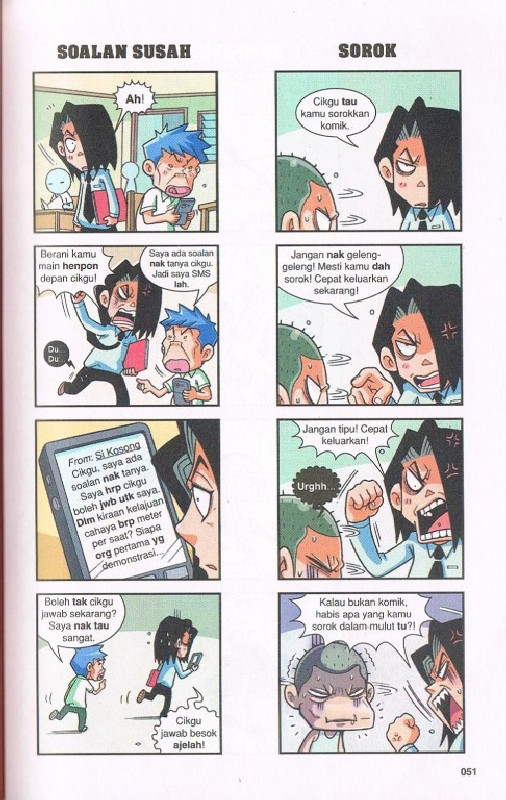 SOALAN SUSAH
Ah!
Berani kamu
main henpon
depan cikgu!
Saya ada soalan
nak tanya cikgu.
Jadi saya SMS
lah.
Du...
Du...
From: Si Kosong
Cikgu, saya ada
soalan nak tanya.
Saya hrp cikgu
boleh jwb utk saya.
Dlm kiraan kelajuan
cahaya brp meter
per saat? Siapa
org pertama yg
demonstrasi...
Boleh tak cikgu
jawab sekarang?
Saya nak tau
sangat.
Cikgu
jawab besok
ajelah!
SOROK
Cikgu tau
kamu sorokkan
komik.
Jangan nak geleng-
geleng! Mesti kamu dah
sorok! Cepat keluarkan
sekarang!
Jangan tipu! Cepat
keluarkan!
Urghh...
Kalau bukan komik,
habis apa yang kamu
sorok dalam mulut tu?!
051